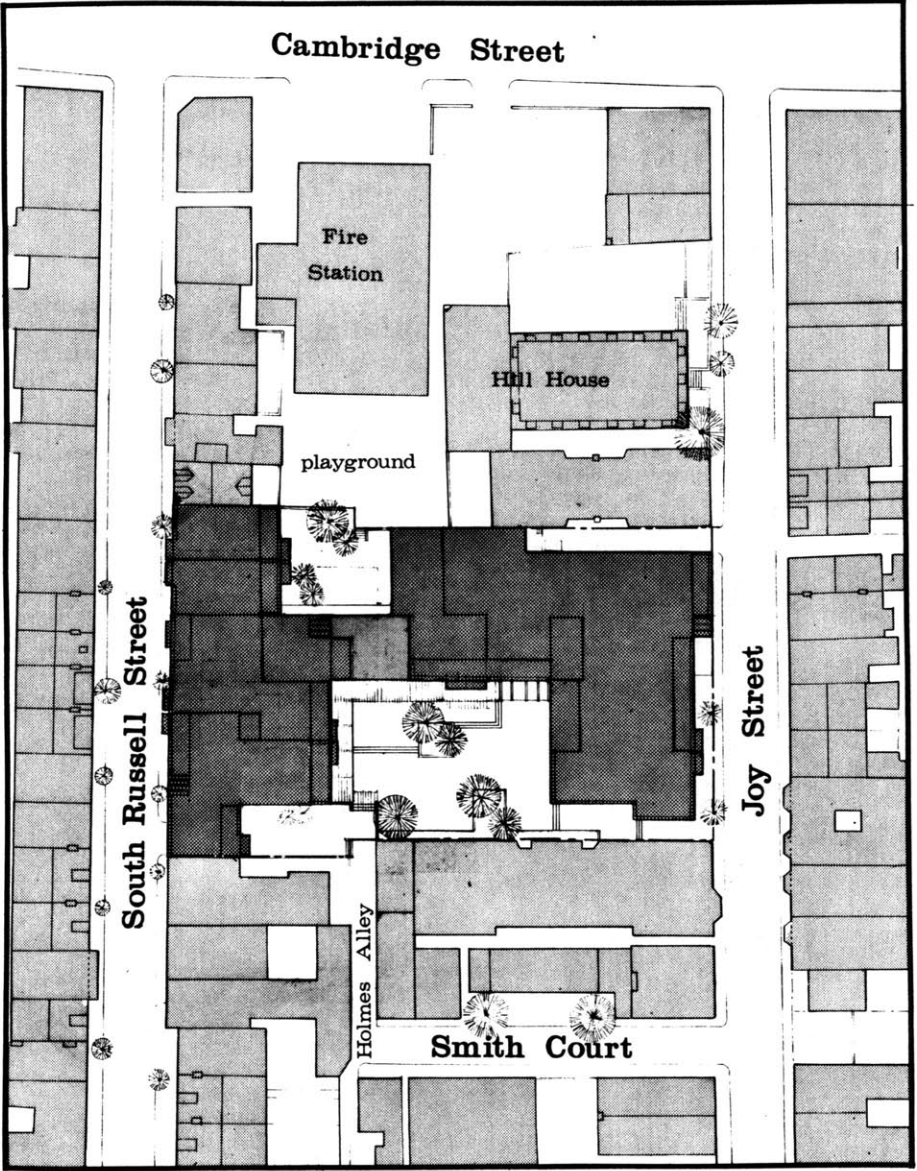 Cambridge Street
Fire
Station
Hill House
playground
South Russell Street
Joy Street
Holmes Alley
Smith Court